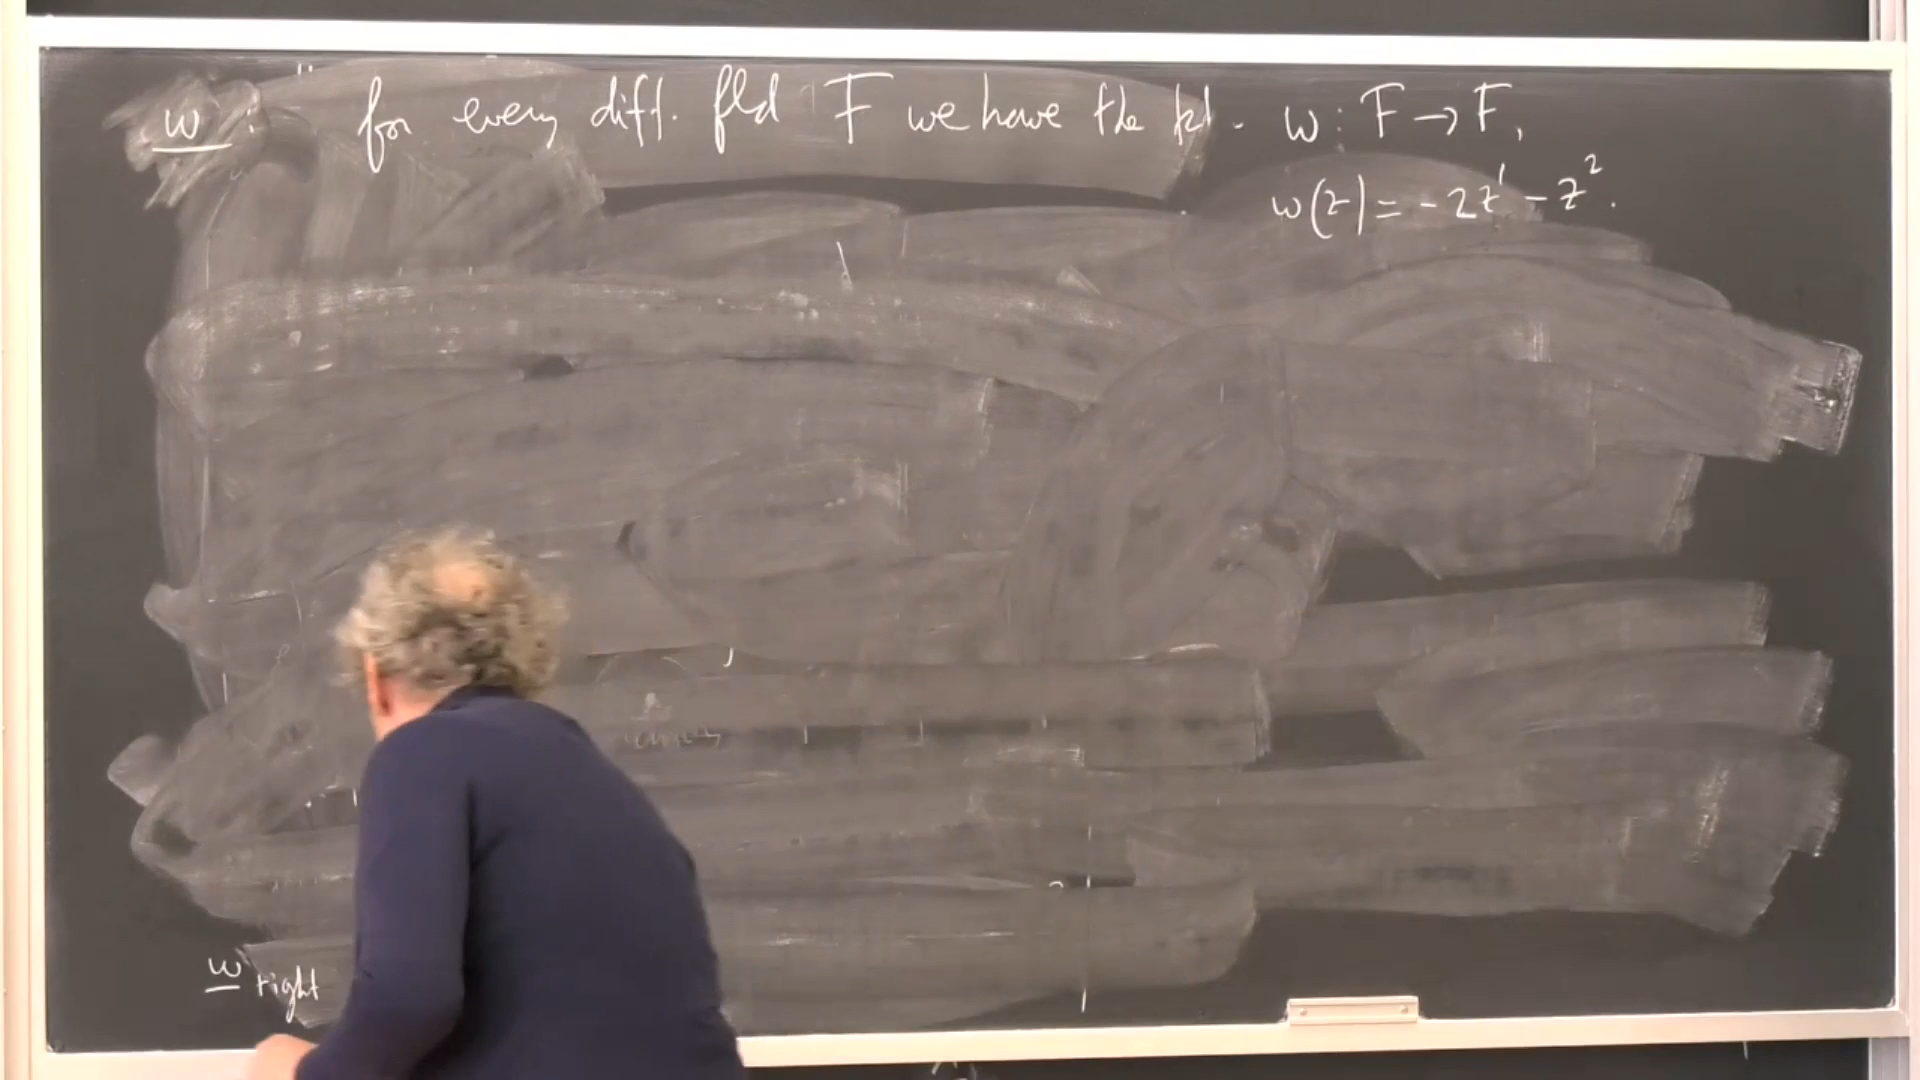 w : for every diff. fld F we have the fct. w : F → F,
w(z) = -2z' - z².
w right